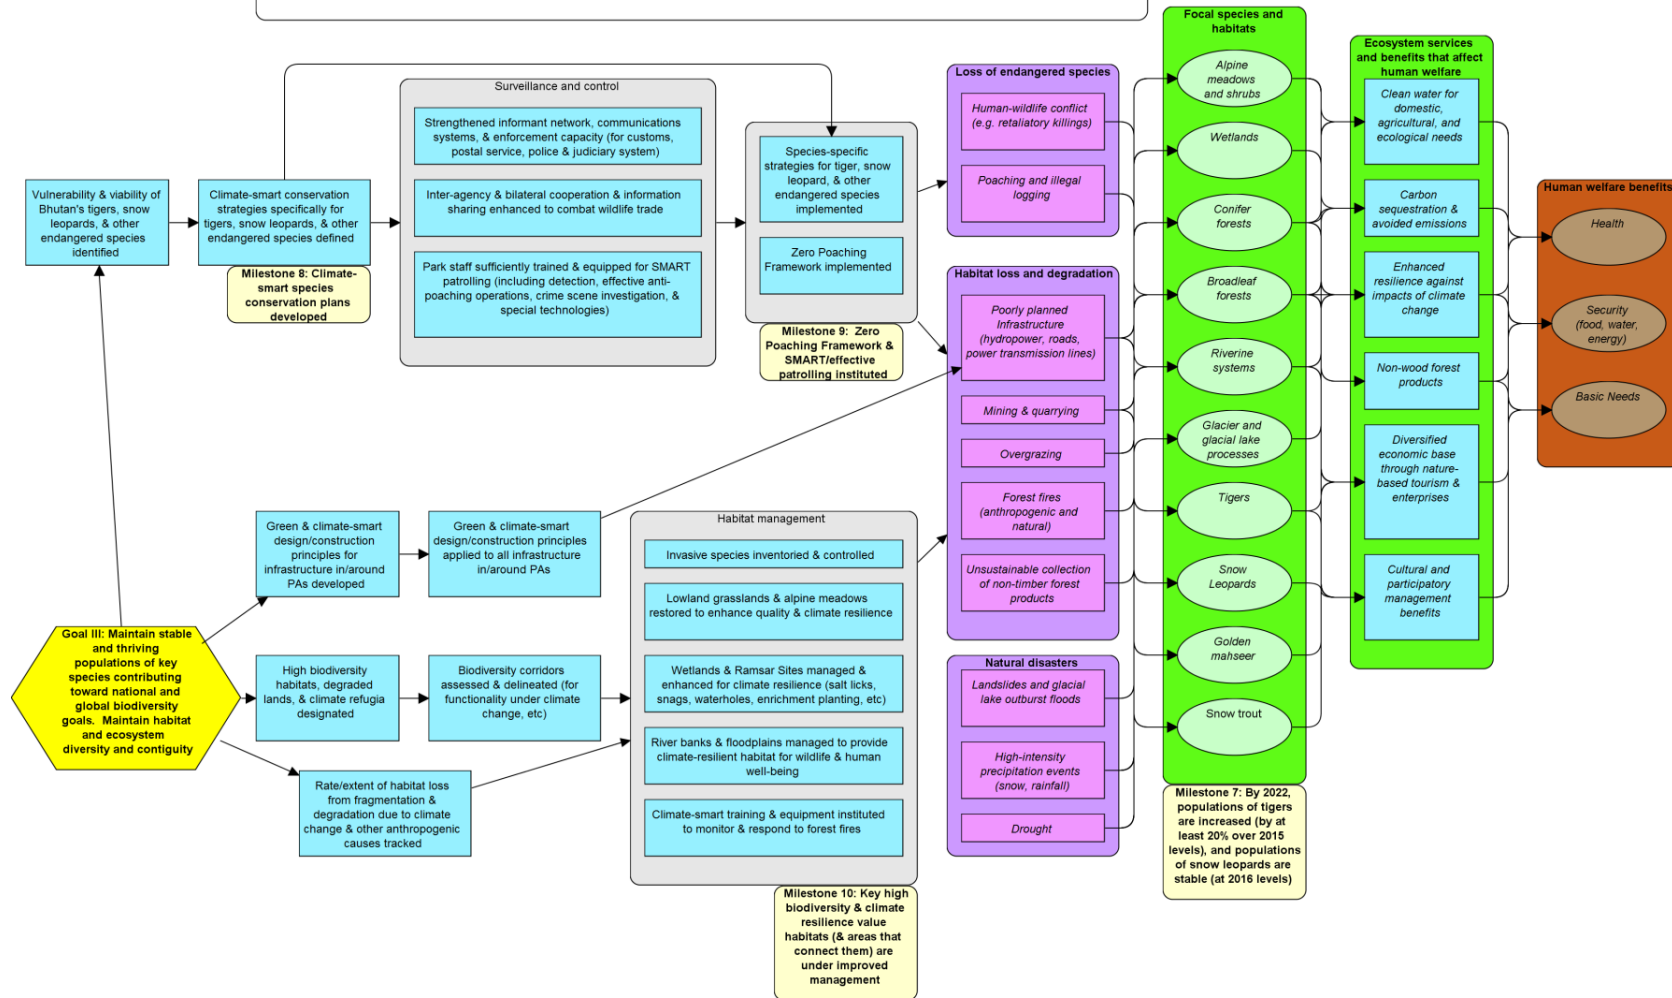 Focal species and
habitats
Alpine
meadows
and shrubs
Wetlands
Conifer
forests
Broadleaf
forests
Riverine
systems
Glacier and
glacial lake
processes
Tigers
Snow
Leopards
Golden
mahseer
Snow trout
Milestone 7: By 2022,
populations of tigers
are increased (by at
least 20% over 2015
levels), and populations
of snow leopards are
stable (at 2016 levels)
Ecosystem services
and benefits that affect
human welfare
Clean water for
domestic,
agricultural, and
ecological needs
Carbon
sequestration &
avoided emissions
Enhanced
resilience against
impacts of climate
change
Non-wood forest
products
Diversified
economic base
through nature-
based tourism &
enterprises
Cultural and
participatory
management
benefits
Human welfare benefits
Health
Security
(food, water,
energy)
Basic Needs
Loss of endangered species
Human-wildlife conflict
(e.g. retaliatory killings)
Poaching and illegal
logging
Habitat loss and degradation
Poorly planned
Infrastructure
(hydropower, roads,
power transmission lines)
Mining & quarrying
Overgrazing
Forest fires
(anthropogenic and
natural)
Unsustainable collection
of non-timber forest
products
Natural disasters
Landslides and glacial
lake outburst floods
High-intensity
precipitation events
(snow, rainfall)
Drought
Surveillance and control
Strengthened informant network, communications
systems, & enforcement capacity (for customs,
postal service, police & judiciary system)
Inter-agency & bilateral cooperation & information
sharing enhanced to combat wildlife trade
Park staff sufficiently trained & equipped for SMART
patrolling (including detection, effective anti-
poaching operations, crime scene investigation, &
special technologies)
Species-specific
strategies for tiger, snow
leopard, & other
endangered species
implemented
Zero Poaching
Framework implemented
Milestone 9:  Zero
Poaching Framework &
SMART/effective
patrolling instituted
Vulnerability & viability of
Bhutan's tigers, snow
leopards, & other
endangered species
identified
Climate-smart conservation
strategies specifically for
tigers, snow leopards, & other
endangered species defined
Milestone 8: Climate-
smart species
conservation plans
developed
Green & climate-smart
design/construction
principles for
infrastructure in/around
PAs developed
Green & climate-smart
design/construction principles
applied to all infrastructure
in/around PAs
Goal III: Maintain stable
and thriving
populations of key
species contributing
toward national and
global biodiversity
goals.  Maintain habitat
and ecosystem
diversity and contiguity
High biodiversity
habitats, degraded
lands, & climate refugia
designated
Biodiversity corridors
assessed & delineated (for
functionality under climate
change, etc)
Rate/extent of habitat loss
from fragmentation &
degradation due to climate
change & other anthropogenic
causes tracked
Habitat management
Invasive species inventoried & controlled
Lowland grasslands & alpine meadows
restored to enhance quality & climate resilience
Wetlands & Ramsar Sites managed &
enhanced for climate resilience (salt licks,
snags, waterholes, enrichment planting, etc)
River banks & floodplains managed to provide
climate-resilient habitat for wildlife & human
well-being
Climate-smart training & equipment instituted
to monitor & respond to forest fires
Milestone 10: Key high
biodiversity & climate
resilience value
habitats (& areas that
connect them) are
under improved
management